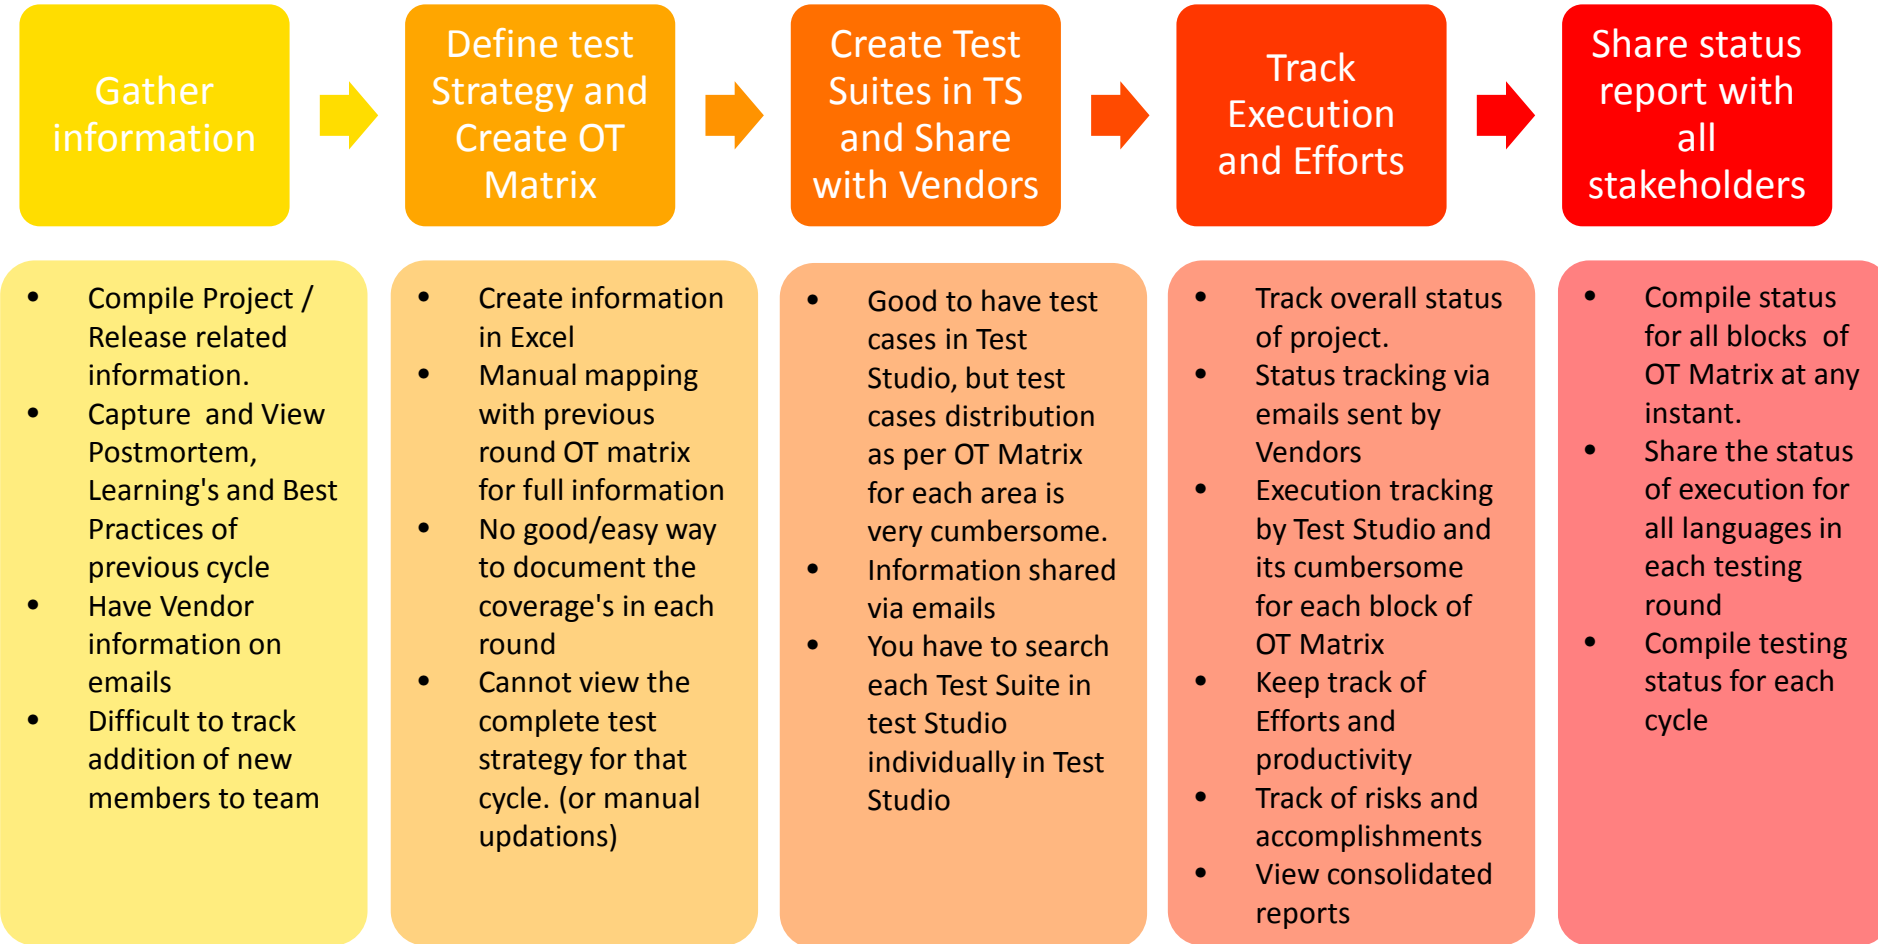 Gather
information
Define test
Strategy and
Create OT
Matrix
Create Test
Suites in TS
and Share
with Vendors
Track
Execution
and Efforts
Share status
report with
all
stakeholders
• Compile Project /
Release related
information.
• Capture and View
Postmortem,
Learning's and Best
Practices of
previous cycle
• Have Vendor
information on
emails
• Difficult to track
addition of new
members to team
• Create information
in Excel
• Manual mapping
with previous
round OT matrix
for full information
• No good/easy way
to document the
coverage's in each
round
• Cannot view the
complete test
strategy for that
cycle. (or manual
updations)
• Good to have test
cases in Test
Studio, but test
cases distribution
as per OT Matrix
for each area is
very cumbersome.
• Information shared
via emails
• You have to search
each Test Suite in
test Studio
individually in Test
Studio
• Track overall status
of project.
• Status tracking via
emails sent by
Vendors
• Execution tracking
by Test Studio and
its cumbersome
for each block of
OT Matrix
• Keep track of
Efforts and
productivity
• Track of risks and
accomplishments
• View consolidated
reports
• Compile status
for all blocks of
OT Matrix at any
instant.
• Share the status
of execution for
all languages in
each testing
round
• Compile testing
status for each
cycle